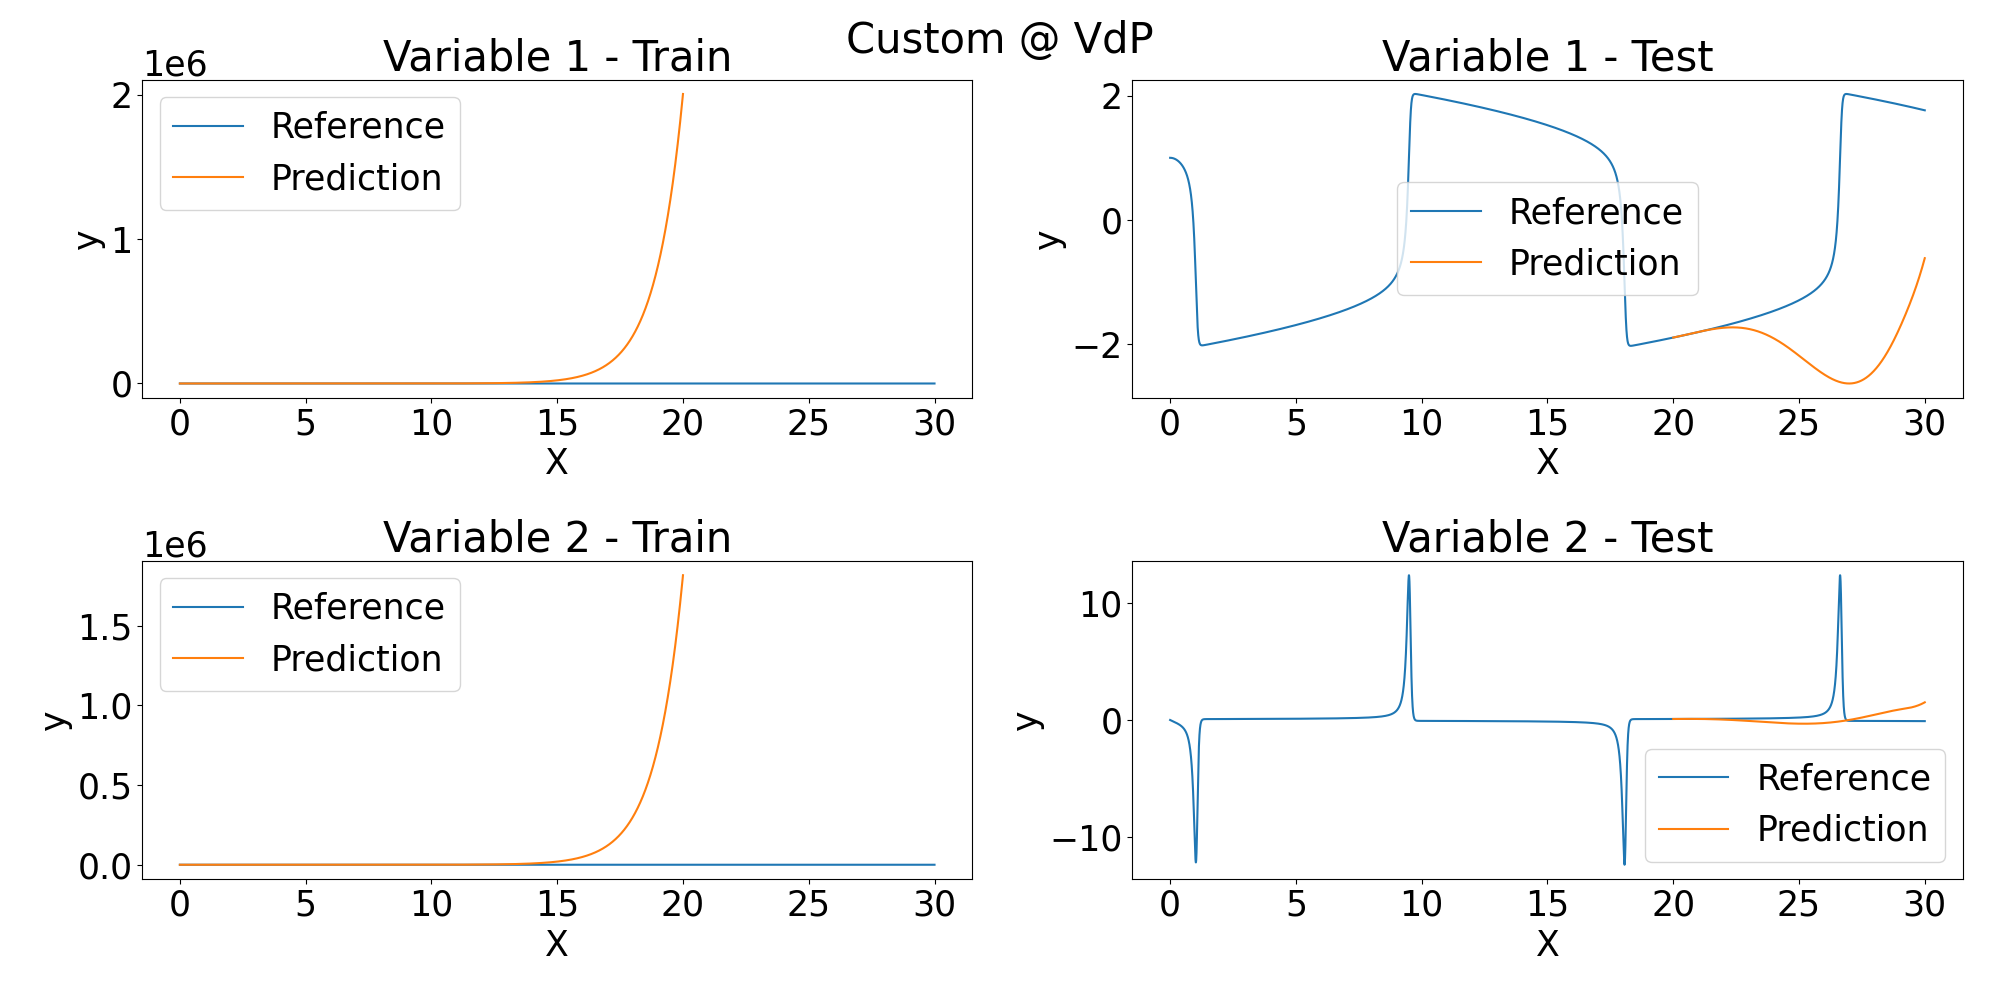 Custom @ VdP
Variable 1 - Train
1e6
2
1
0
y
0 5 10 15 20 25 30
X
Reference
Prediction
Variable 1 - Test
2
0
−2
y
0 5 10 15 20 25 30
X
Reference
Prediction
Variable 2 - Train
1e6
1.5
1.0
0.5
0.0
y
0 5 10 15 20 25 30
X
Reference
Prediction
Variable 2 - Test
10
0
−10
y
0 5 10 15 20 25 30
X
Reference
Prediction